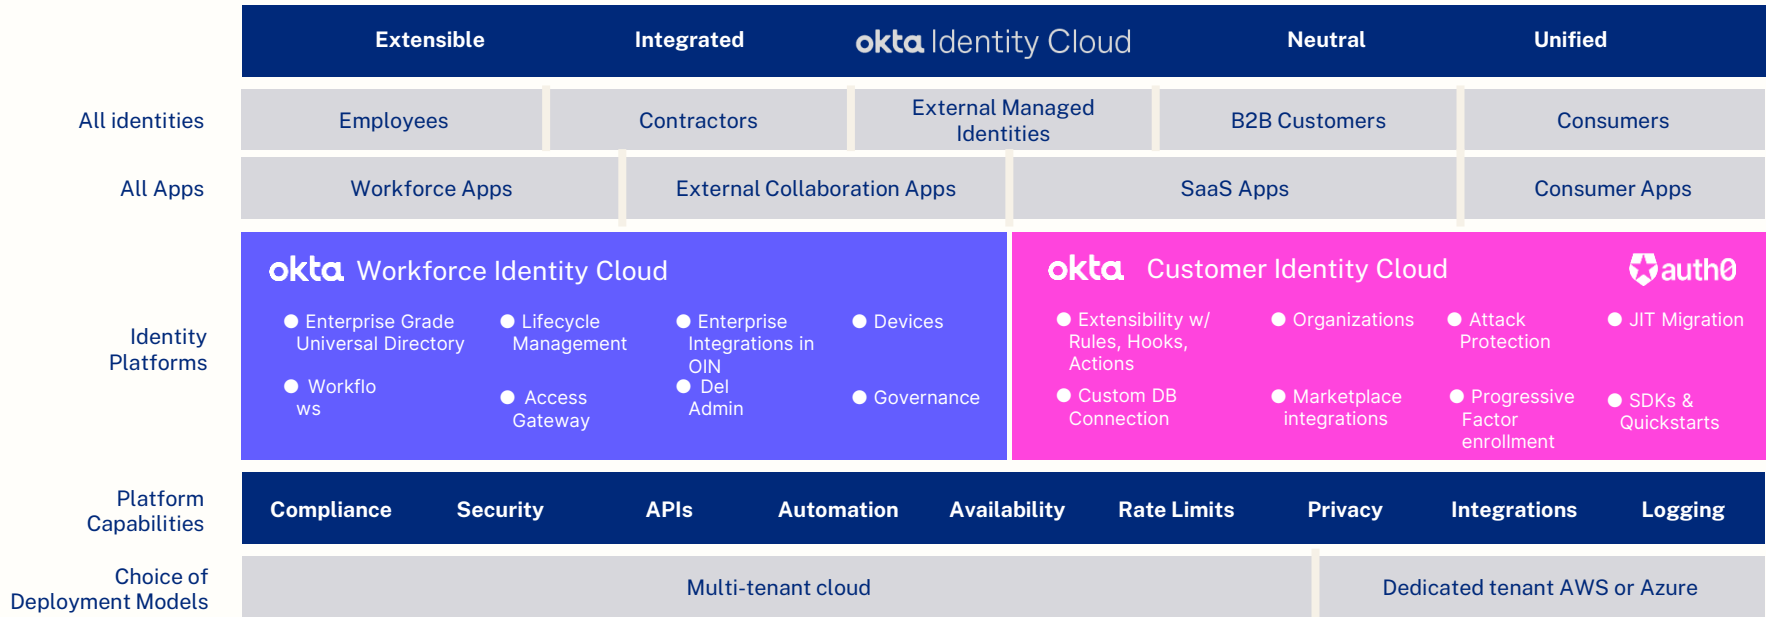 Extensible Integrated okta Identity Cloud Neutral Unified
All identities
Employees
Contractors
External Managed
Identities
B2B Customers
Consumers
All Apps
Workforce Apps
External Collaboration Apps
SaaS Apps
Consumer Apps
Identity
Platforms
okta Workforce Identity Cloud
● Enterprise Grade
Universal Directory
● Lifecycle
Management
● Enterprise
Integrations in
OIN
● Devices
● Workflo
ws
● Access
Gateway
● Del
Admin
● Governance
okta Customer Identity Cloud
auth0
● Extensibility w/
Rules, Hooks,
Actions
● Organizations
● Attack
Protection
● JIT Migration
● Custom DB
Connection
● Marketplace
integrations
● Progressive
Factor
enrollment
● SDKs &
Quickstarts
Platform
Capabilities
Compliance Security APIs Automation Availability Rate Limits Privacy Integrations Logging
Choice of
Deployment Models
Multi-tenant cloud
Dedicated tenant AWS or Azure